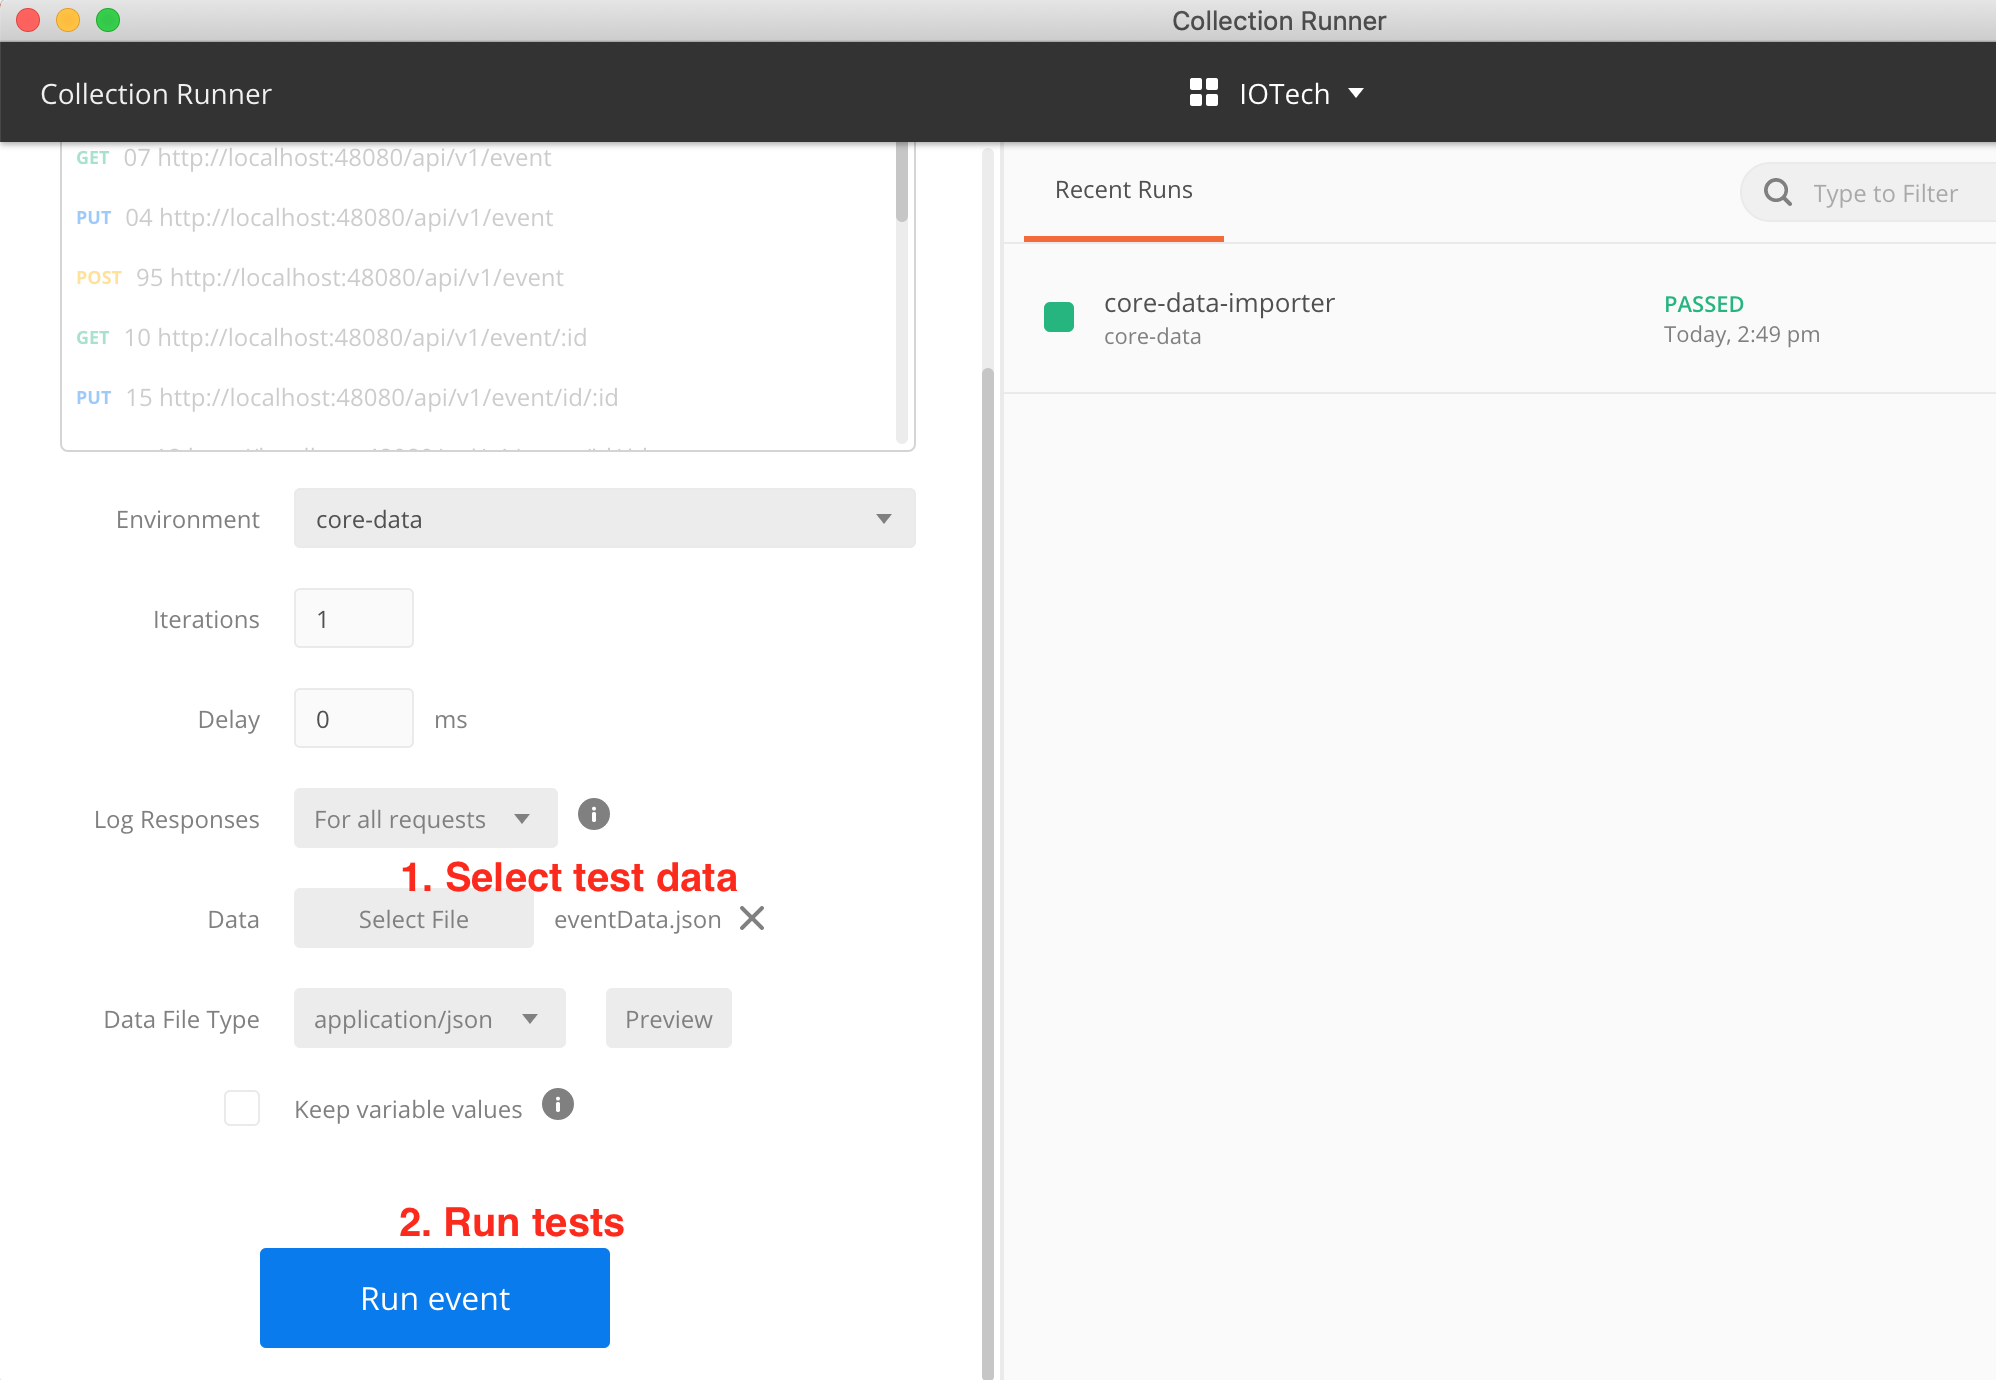 Collection Runner
Collection Runner
IOTech
GET 07 http://localhost:48080/api/v1/event
PUT 04 http://localhost:48080/api/v1/event
POST 95 http://localhost:48080/api/v1/event
GET 10 http://localhost:48080/api/v1/event/:id
PUT 15 http://localhost:48080/api/v1/event/id/:id
Environment core-data
Iterations 1
Delay 0 ms
Log Responses For all requests
1. Select test data
Data Select File eventData.json
Data File Type application/json Preview
Keep variable values
2. Run tests
Run event
Recent Runs
Type to Filter
core-data-importer
core-data
PASSED
Today, 2:49 pm